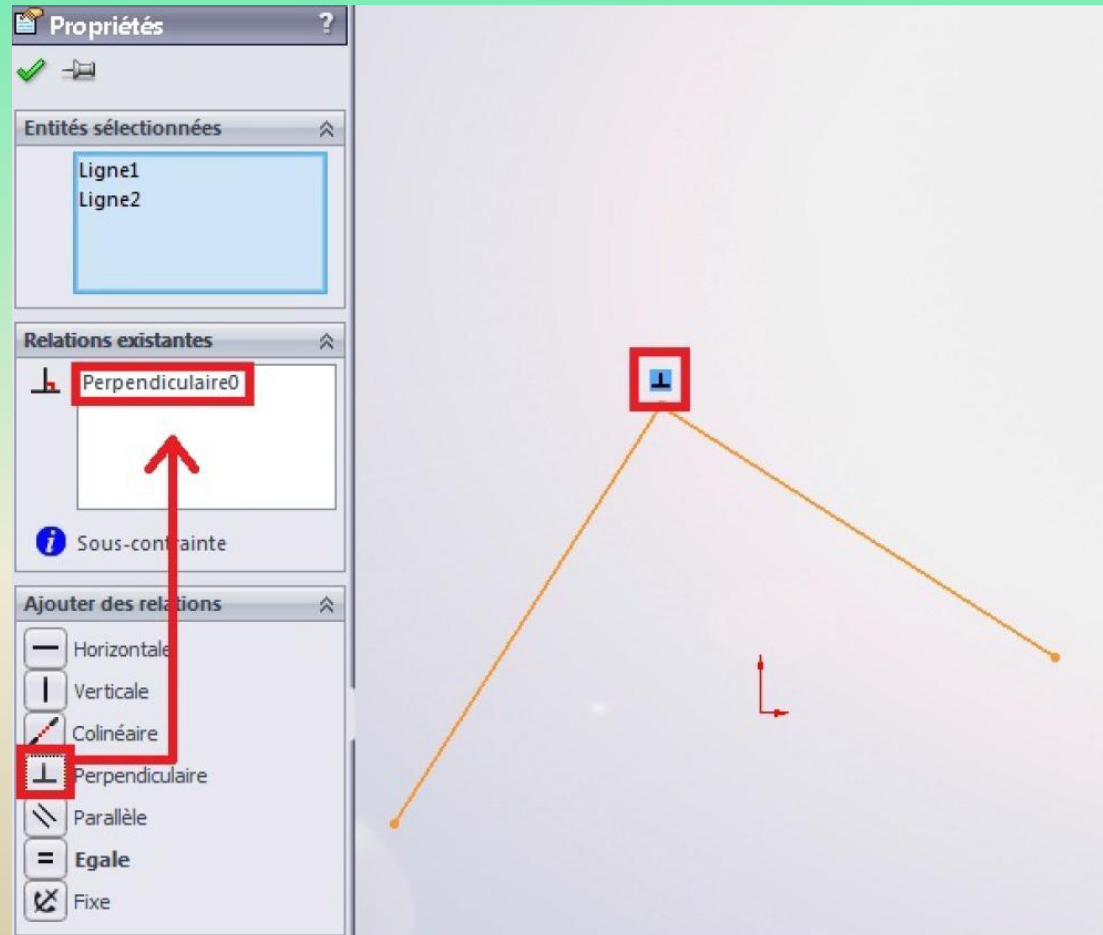 Propriétés ?
Entités sélectionnées
Ligne1
Ligne2
Relations existantes
Perpendiculaire0
Sous-contrainte
Ajouter des relations
Horizontale
Verticale
Colinéaire
Perpendiculaire
Parallèle
Egale
Fixe